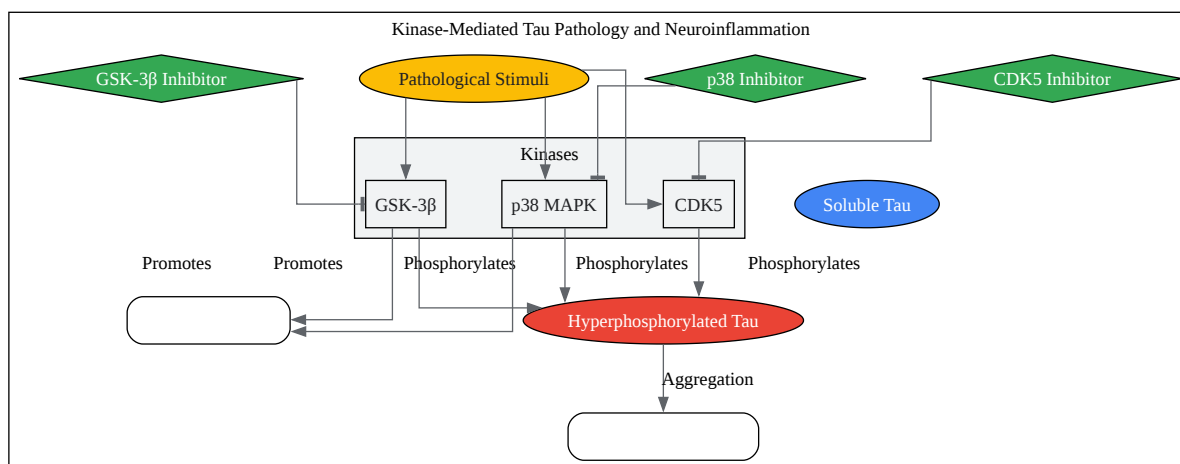 Kinase-Mediated Tau Pathology and Neuroinflammation
GSK-3β Inhibitor
Pathological Stimuli
p38 Inhibitor
CDK5 Inhibitor
Kinases
GSK-3β
p38 MAPK
CDK5
Soluble Tau
Promotes
Promotes
Phosphorylates
Phosphorylates
Phosphorylates
Hyperphosphorylated Tau
Aggregation